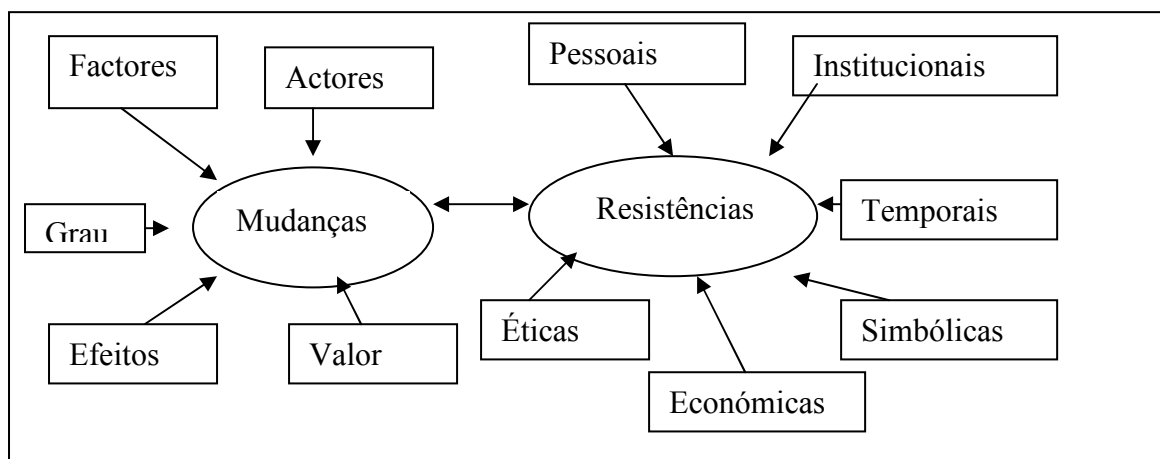 Factores
Actores
Pessoais
Institucionais
Grau
Mudanças
Resistências
Temporais
Efeitos
Valor
Éticas
Simbólicas
Económicas